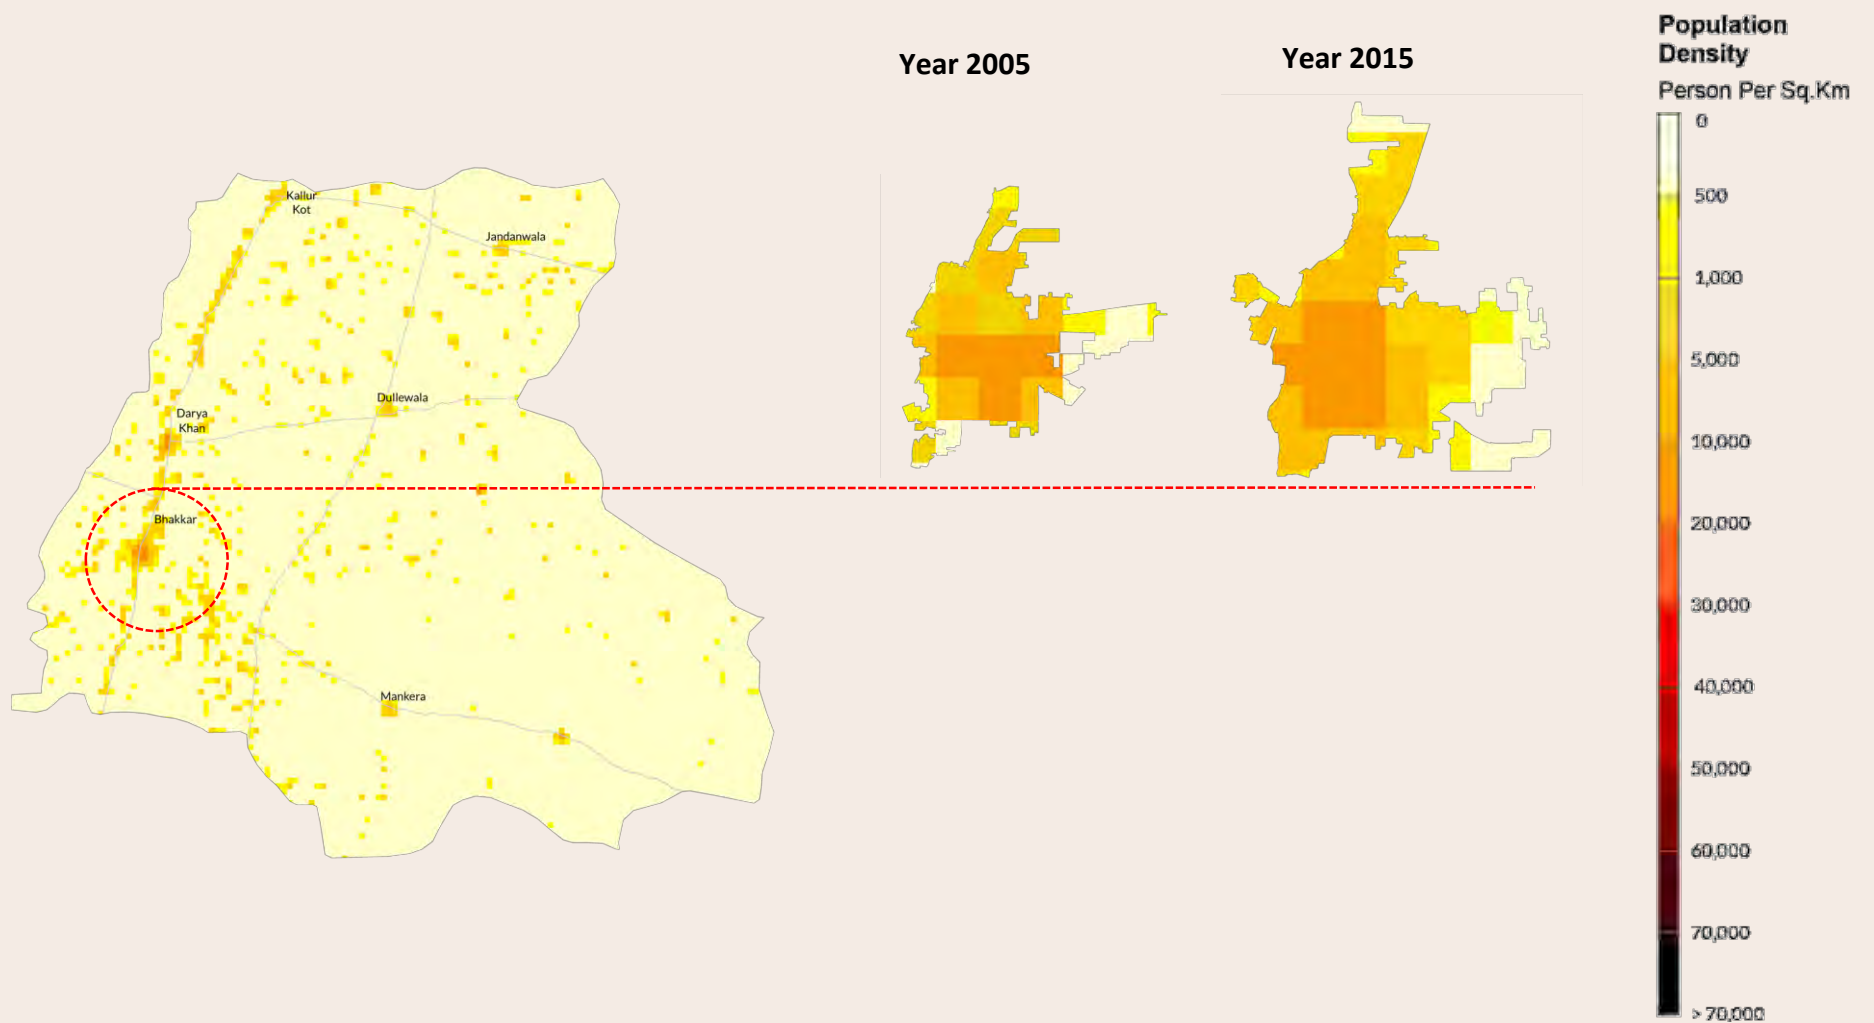 Year 2005
Year 2015
Population
Density
Person Per Sq.Km
0
500
1,000
5,000
10,000
20,000
30,000
40,000
50,000
60,000
70,000
> 70,000
Kallur
Kot
Jandanwala
Dullewala
Darya
Khan
Bhakkar
Mankera